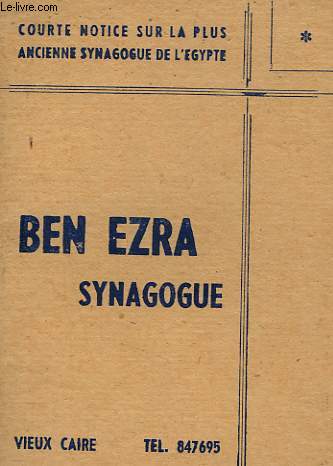 © Le-livre.com
COURTE NOTICE SUR LA PLUS
ANCIENNE SYNAGOGUE DE L'EGYPTE
*
BEN EZRA
SYNAGOGUE
VIEUX CAIRE TEL. 847695